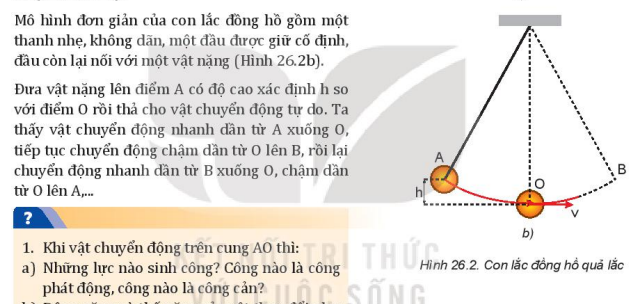 Mô hình đơn giản của con lắc đồng hồ gồm một
thanh nhẹ, không dãn, một đầu được giữ cố định,
đầu còn lại nối với một vật nặng (Hình 26.2b).
Đưa vật nặng lên điểm A có độ cao xác định h so
với điểm O rồi thả cho vật chuyển động tự do. Ta
thấy vật chuyển động nhanh dần từ A xuống O,
tiếp tục chuyển động chậm dần từ O lên B, rồi lại
chuyển động nhanh dần từ B xuống O, chậm dần
từ O lên A,...
?
1. Khi vật chuyển động trên cung AO thì:
a) Những lực nào sinh công? Công nào là công
phát động, công nào là công cản?
A
B
h
O
v
b)
Hình 26.2. Con lắc đồng hồ quả lắc
KẾT NỐI TRI THỨC
CUỘC SỐNG